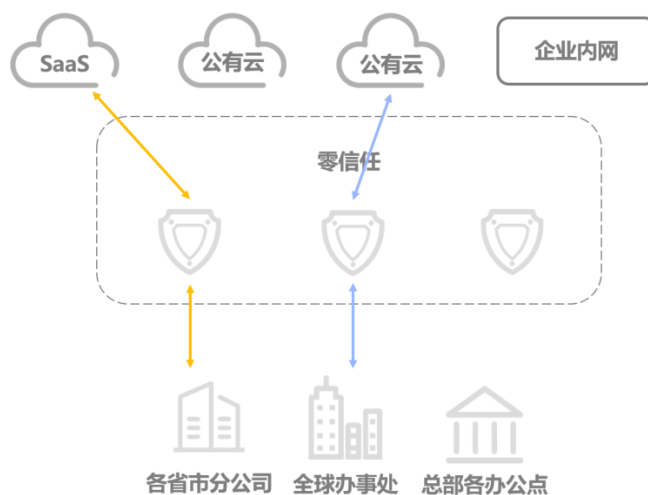 SaaS
公有云
公有云
企业内网
零信任
各省市分公司
全球办事处
总部各办公点